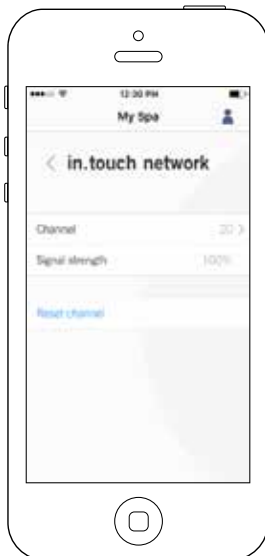 12:30 PM
My Spa
in.touch network
Channel 20
Signal strength 100%
Reset channel